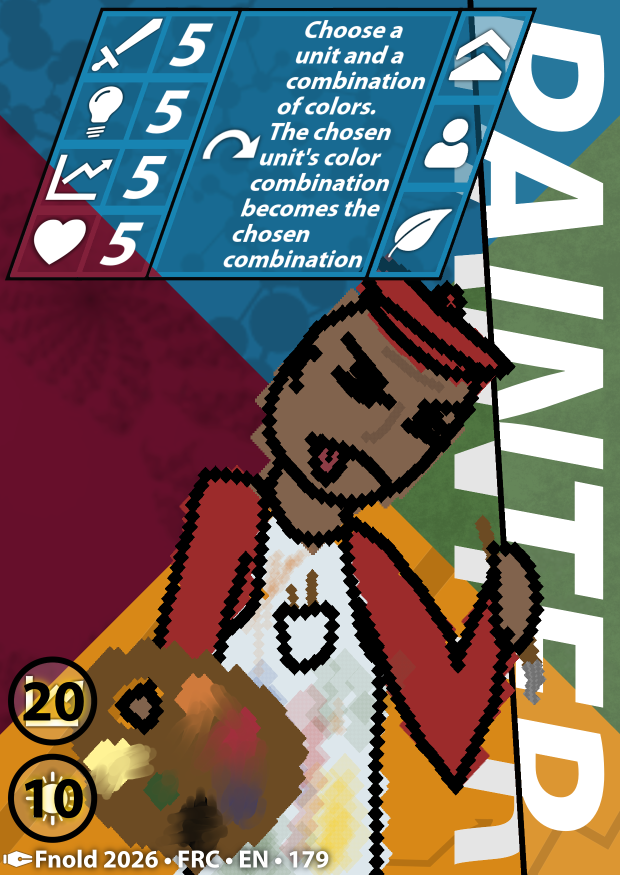 5
5
5
5
Choose a
unit and a
combination
of colors.
The chosen
unit's color
combination
becomes the
chosen
combination
PAINTER
20
10
Fnold 2026 • FRC • EN • 179